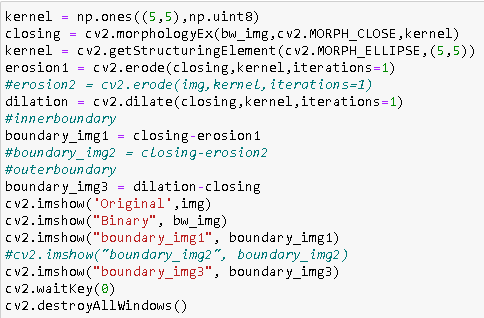 kernel = np.ones((5,5),np.uint8)
closing = cv2.morphologyEx(bw_img,cv2.MORPH_CLOSE,kernel)
kernel = cv2.getStructuringElement(cv2.MORPH_ELLIPSE,(5,5))
erosion1 = cv2.erode(closing,kernel,iterations=1)
#erosion2 = cv2.erode(img,kernel,iterations=1)
dilation = cv2.dilate(closing,kernel,iterations=1)
#innerboundary
boundary_img1 = closing-erosion1
#boundary_img2 = closing-erosion2
#outerboundary
boundary_img3 = dilation-closing
cv2.imshow('Original',img)
cv2.imshow("Binary", bw_img)
cv2.imshow("boundary_img1", boundary_img1)
#cv2.imshow("boundary_img2", boundary_img2)
cv2.imshow("boundary_img3", boundary_img3)
cv2.waitKey(0)
cv2.destroyAllWindows()